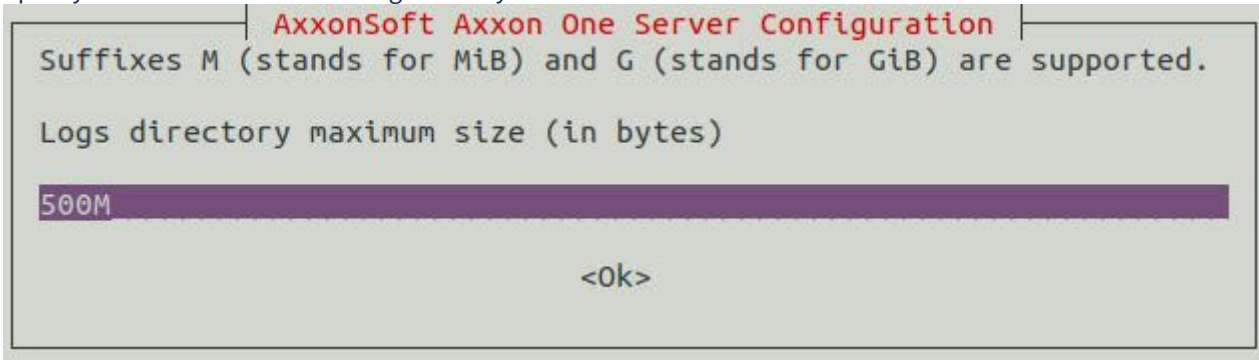 AxxonSoft Axxon One Server Configuration
Suffixes M (stands for MiB) and G (stands for GiB) are supported.
Logs directory maximum size (in bytes)
500M
<Ok>